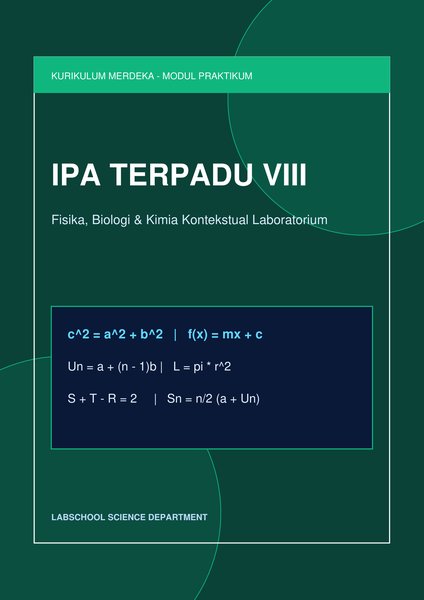 KURIKULUM MERDEKA - MODUL PRAKTIKUM
IPA TERPADU VIII
Fisika, Biologi & Kimia Kontekstual Laboratorium
c^2 = a^2 + b^2 | f(x) = mx + c
Un = a + (n - 1)b | L = pi * r^2
S + T - R = 2 | Sn = n/2 (a + Un)
LABSCHOOL SCIENCE DEPARTMENT